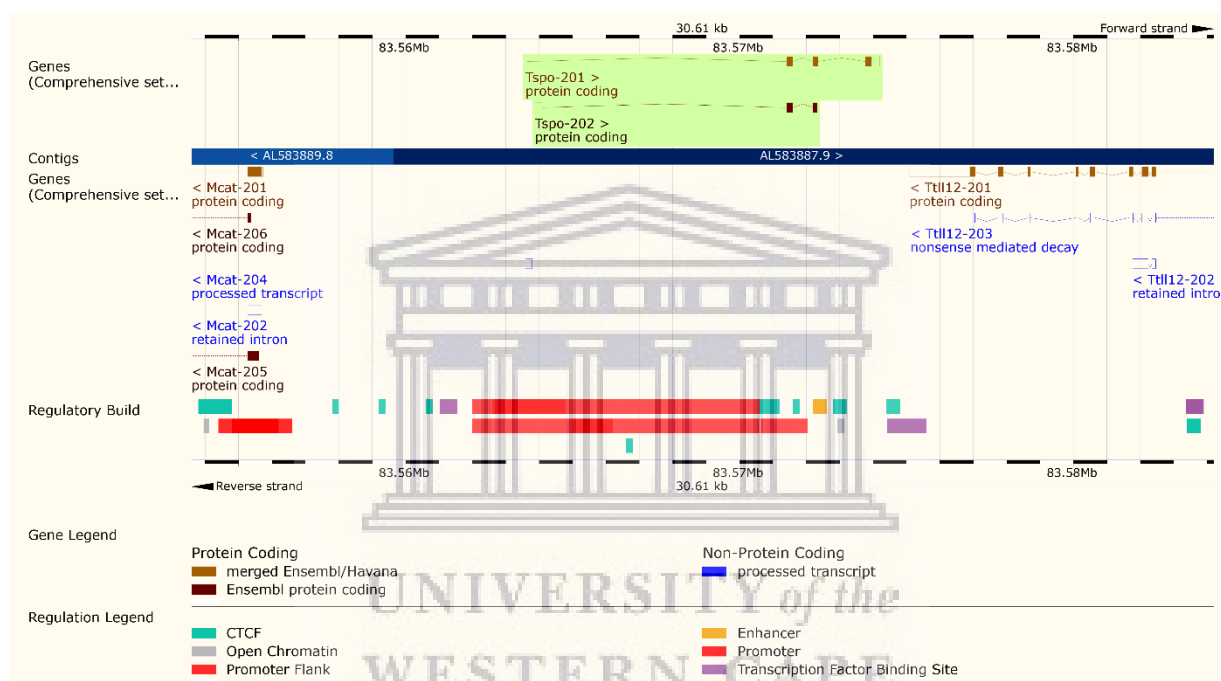 30.61 kb Forward strand
83.56Mb 83.57Mb 83.58Mb
Genes
(Comprehensive set...
Tspo-201 >
protein coding
Tspo-202 >
protein coding
Contigs
< AL583889.8 AL583887.9 >
Genes
(Comprehensive set...
< Mcat-201 < Ttll12-201
protein coding protein coding
< Mcat-206 < Ttll12-203
protein coding nonsense mediated decay
< Mcat-204 < Ttll12-202
processed transcript retained intro
< Mcat-202
retained intron
< Mcat-205
protein coding
Regulatory Build
83.56Mb 83.57Mb 83.58Mb
Reverse strand 30.61 kb
Gene Legend
Protein Coding Non-Protein Coding
merged Ensembl/Havana processed transcript
Ensembl protein coding
UNIVERSITY of the
Regulation Legend
CTCF Enhancer
Open Chromatin Promoter
Promoter Flank Transcription Factor Binding Site
WESTERN CAPE